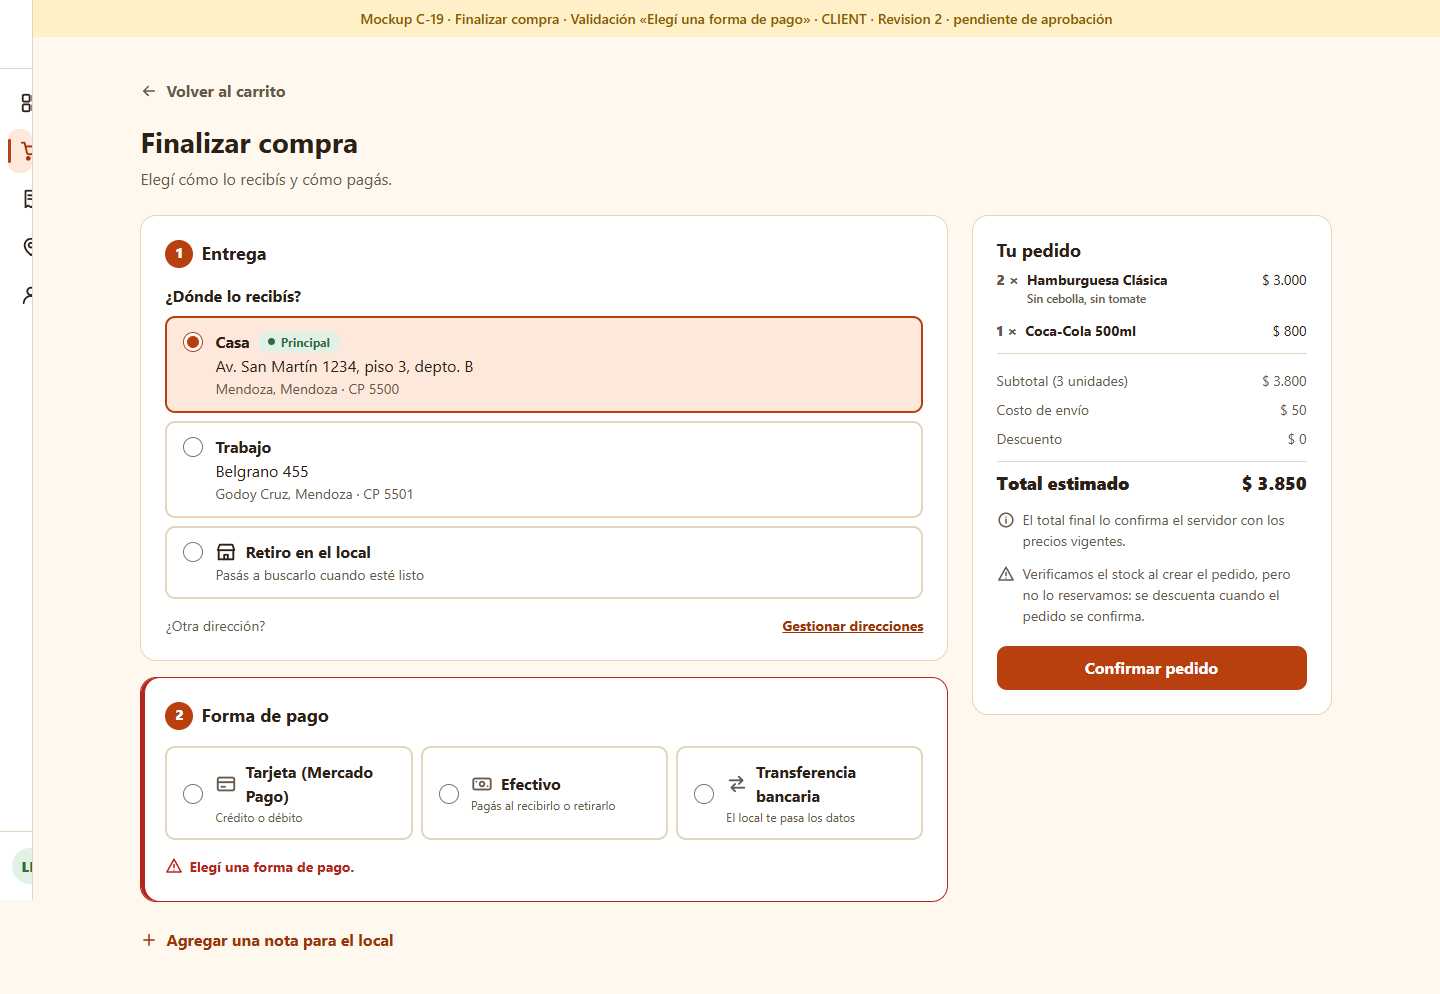 Mockup C-19 · Finalizar compra · Validación «Elegí una forma de pago» · CLIENT · Revision 2 · pendiente de aprobación
Volver al carrito
Finalizar compra
Elegí cómo lo recibís y cómo pagás.
1 Entrega
¿Dónde lo recibís?
Casa Principal
Av. San Martín 1234, piso 3, depto. B
Mendoza, Mendoza · CP 5500
Trabajo
Belgrano 455
Godoy Cruz, Mendoza · CP 5501
Retiro en el local
Pasás a buscarlo cuando esté listo
¿Otra dirección? Gestionar direcciones
2 Forma de pago
Tarjeta (Mercado
Pago)
Crédito o débito
Efectivo
Pagás al recibirlo o retirarlo
Transferencia
bancaria
El local te pasa los datos
Elegí una forma de pago.
Agregar una nota para el local
Tu pedido
2 × Hamburguesa Clásica $ 3.000
Sin cebolla, sin tomate
1 × Coca-Cola 500ml $ 800
Subtotal (3 unidades) $ 3.800
Costo de envío $ 50
Descuento $ 0
Total estimado $ 3.850
El total final lo confirma el servidor con los
precios vigentes.
Verificamos el stock al crear el pedido, pero
no lo reservamos: se descuenta cuando el
pedido se confirma.
Confirmar pedido